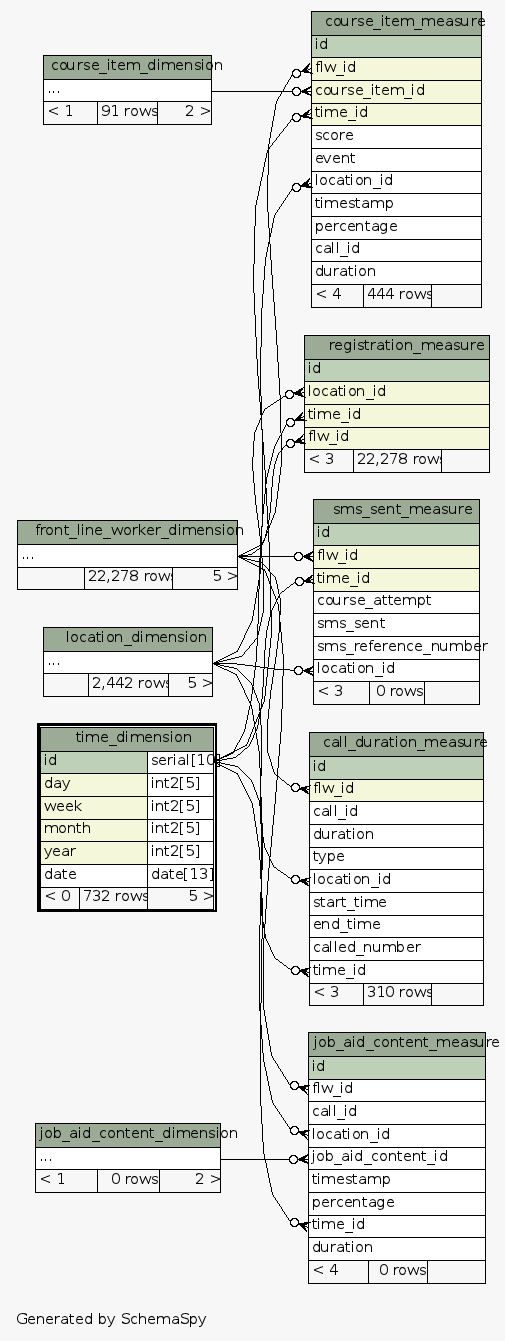 course_item_dimension
...
< 1 91 rows 2 >
course_item_measure
id
flw_id
course_item_id
time_id
score
event
location_id
timestamp
percentage
call_id
duration
< 4 444 rows
registration_measure
id
location_id
time_id
flw_id
< 3 22,278 rows
front_line_worker_dimension
...
22,278 rows 5 >
sms_sent_measure
id
flw_id
time_id
course_attempt
sms_sent
sms_reference_number
location_id
< 3 0 rows
location_dimension
...
2,442 rows 5 >
time_dimension
id serial[10]
day int2[5]
week int2[5]
month int2[5]
year int2[5]
date date[13]
< 0 732 rows 5 >
call_duration_measure
id
flw_id
call_id
duration
type
location_id
start_time
end_time
called_number
time_id
< 3 310 rows
job_aid_content_measure
id
flw_id
call_id
location_id
job_aid_content_id
timestamp
percentage
time_id
duration
< 4 0 rows
job_aid_content_dimension
...
< 1 0 rows 2 >
Generated by SchemaSpy